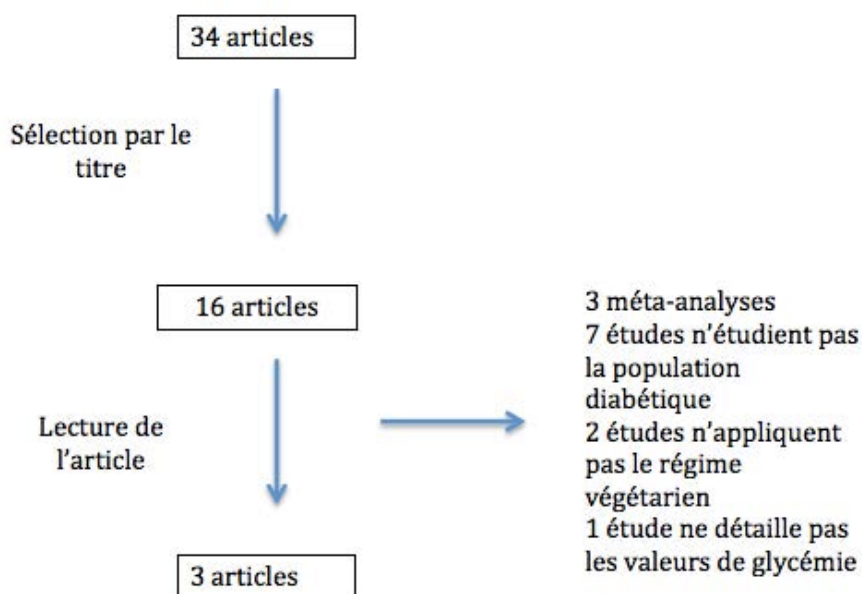 34 articles
Sélection par le
titre
16 articles
3 méta-analyses
7 études n'étudient pas
la population
diabétique
2 études n'appliquent
pas le régime
végétarien
1 étude ne détaille pas
les valeurs de glycémie
Lecture de
l'article
3 articles